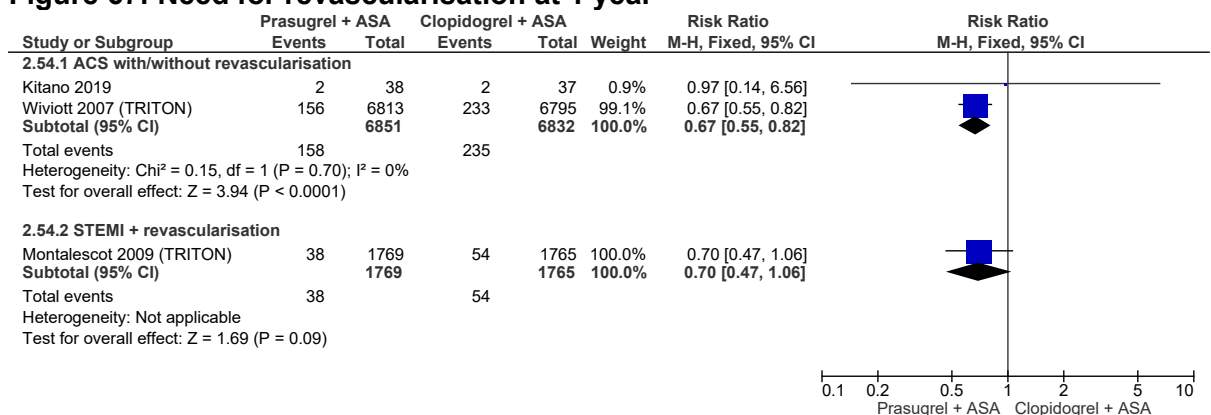 Prasugrel + ASA Clopidogrel + ASA Risk Ratio Risk Ratio
Study or Subgroup Events Total Events Total Weight M-H, Fixed, 95% CI M-H, Fixed, 95% CI
2.54.1 ACS with/without revascularisation
Kitano 2019 2 38 2 37 0.9% 0.97 [0.14, 6.56]
Wiviott 2007 (TRITON) 156 6813 233 6795 99.1% 0.67 [0.55, 0.82]
Subtotal (95% CI) 6851 6832 100.0% 0.67 [0.55, 0.82]
Total events 158 235
Heterogeneity: Chi² = 0.15, df = 1 (P = 0.70); I² = 0%
Test for overall effect: Z = 3.94 (P < 0.0001)
2.54.2 STEMI + revascularisation
Montalescot 2009 (TRITON) 38 1769 54 1765 100.0% 0.70 [0.47, 1.06]
Subtotal (95% CI) 1769 1765 100.0% 0.70 [0.47, 1.06]
Total events 38 54
Heterogeneity: Not applicable
Test for overall effect: Z = 1.69 (P = 0.09)
0.1 0.2 0.5 1 2 5 10
Prasugrel + ASA Clopidogrel + ASA